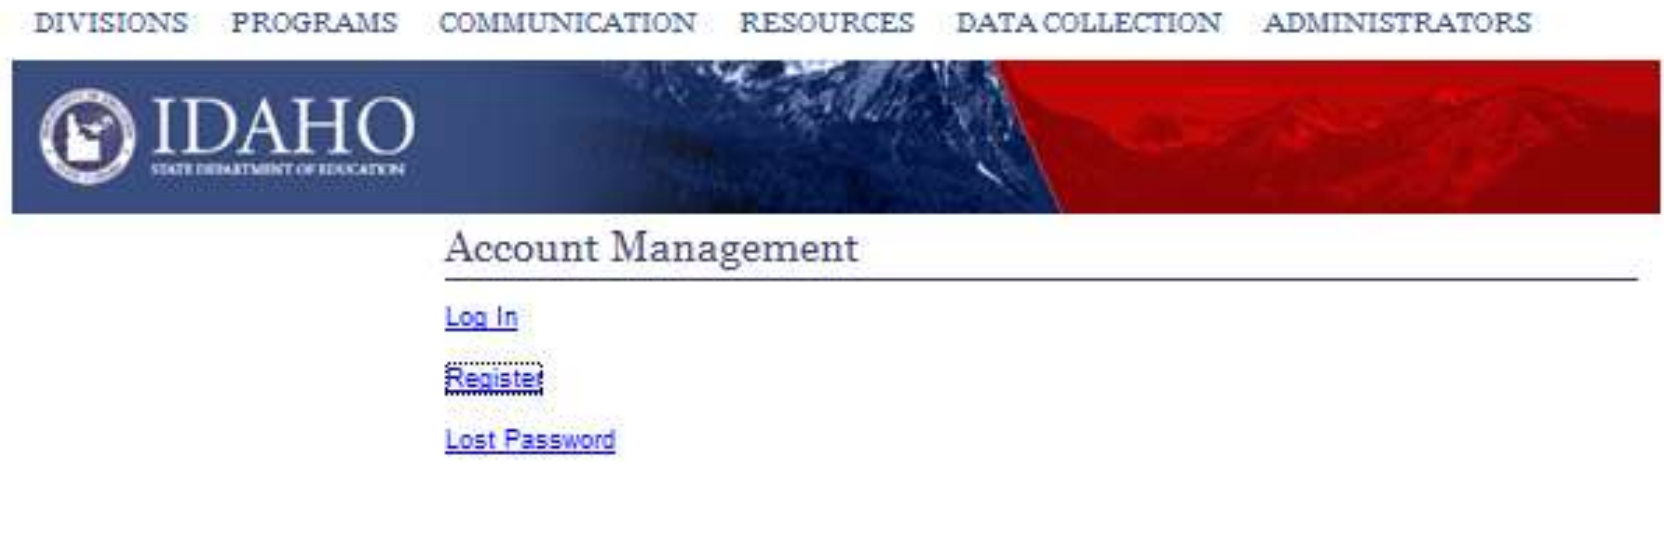 DIVISIONS PROGRAMS COMMUNICATION RESOURCES DATA COLLECTION ADMINISTRATORS
IDAHO
STATE DEPARTMENT OF EDUCATION
Account Management
Log In
Register
Lost Password